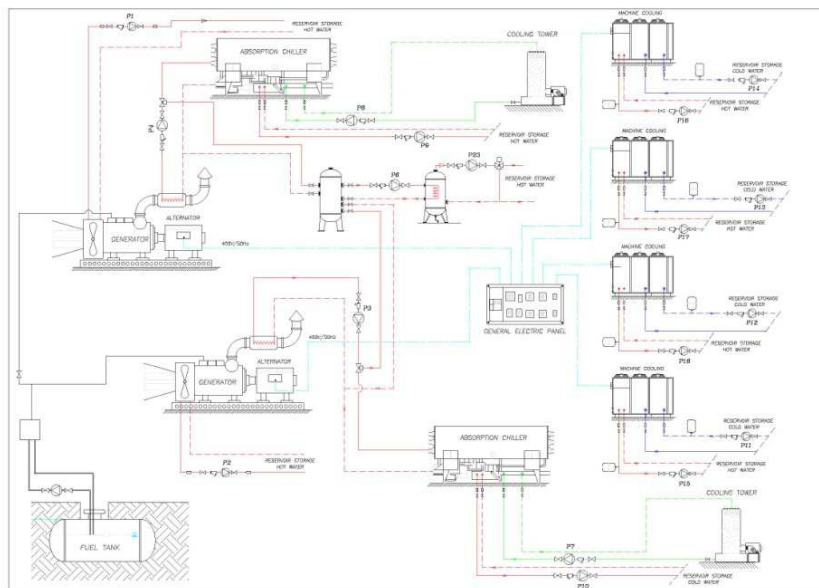 P1
RESERVOIR STORAGE
HOT WATER
ABSORPTION CHILLER
COOLING TOWER
MACHINE COOLING
RESERVOIR STORAGE
COLD WATER
P14
RESERVOIR STORAGE
HOT WATER
P18
P4
P8
P9
RESERVOIR STORAGE
HOT WATER
P6
P23
RESERVOIR STORAGE
HOT WATER
MACHINE COOLING
RESERVOIR STORAGE
COLD WATER
P13
RESERVOIR STORAGE
HOT WATER
P17
GENERATOR
ALTERNATOR
400V/50Hz
MACHINE COOLING
RESERVOIR STORAGE
COLD WATER
P12
RESERVOIR STORAGE
HOT WATER
P16
GENERAL ELECTRIC PANEL
P3
400V/50Hz
GENERATOR
ALTERNATOR
MACHINE COOLING
RESERVOIR STORAGE
COLD WATER
P11
RESERVOIR STORAGE
HOT WATER
P15
P2
RESERVOIR STORAGE
HOT WATER
ABSORPTION CHILLER
COOLING TOWER
P7
P10
RESERVOIR STORAGE
COLD WATER
FUEL TANK